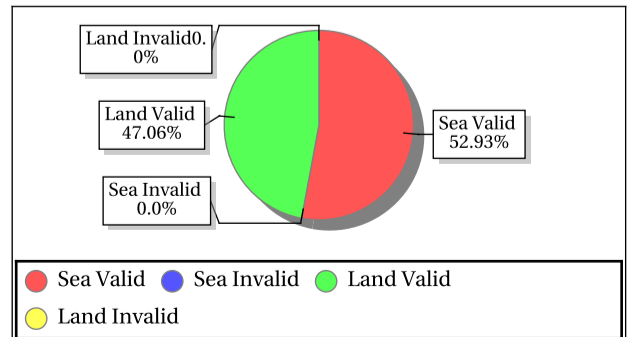 Land Invalid0.
0%
Land Valid
47.06%
Sea Valid
52.93%
Sea Invalid
0.0%
Sea Valid Sea Invalid Land Valid
Land Invalid